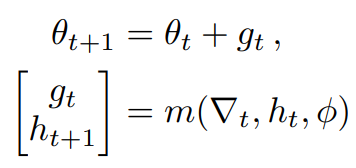 θ_{t+1} = θ_t + g_t ,
[g_t h_{t+1}] = m(∇_t, h_t, ϕ)